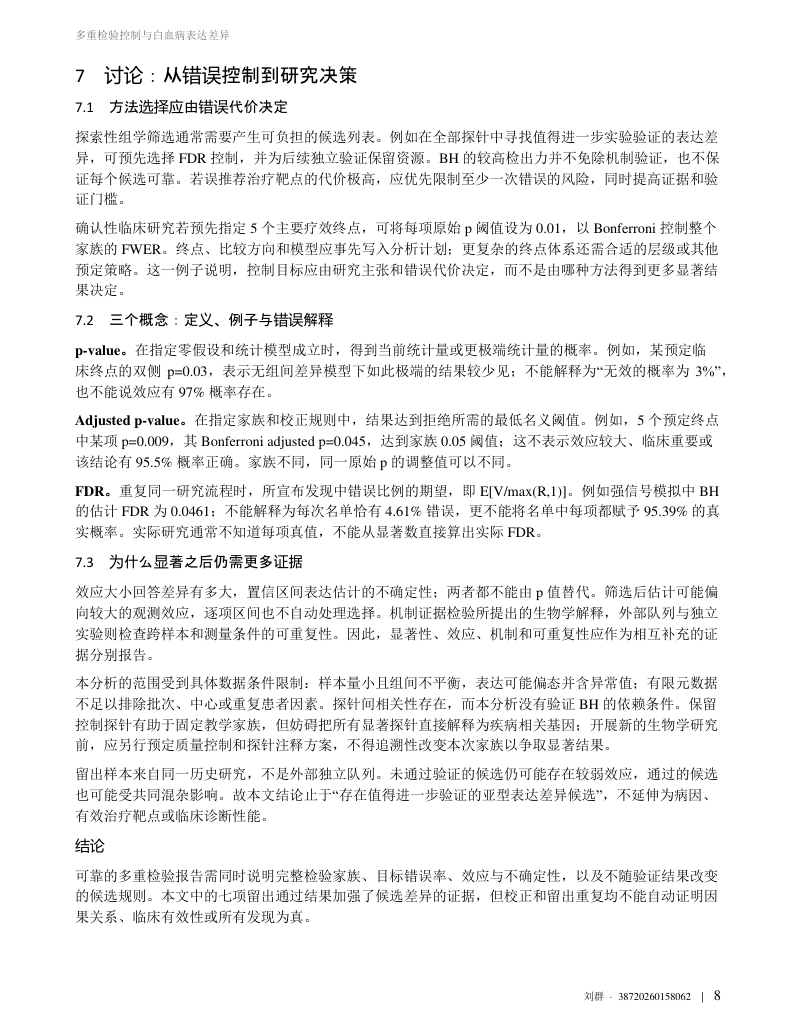 多重检验控制与白血病表达差异
7 讨论：从错误控制到研究决策
7.1 方法选择应由错误代价决定
探索性组学筛选通常需要产生可负担的候选列表。例如在全部探针中寻找值得进一步实验验证的表达差
异，可预先选择 FDR 控制，并为后续独立验证保留资源。BH 的较高检出力并不免除机制验证，也不保
证每个候选可靠。若误推荐治疗靶点的代价极高，应优先限制至少一次错误的风险，同时提高证据和验
证门槛。
确认性临床研究若预先指定 5 个主要疗效终点，可将每项原始 p 阈值设为 0.01，以 Bonferroni 控制整个
家族的 FWER。终点、比较方向和模型应事先写入分析计划；更复杂的终点体系还需合适的层级或其他
预定策略。这一例子说明，控制目标应由研究主张和错误代价决定，而不是由哪种方法得到更多显著结
果决定。
7.2 三个概念：定义、例子与错误解释
p-value。在指定零假设和统计模型成立时，得到当前统计量或更极端统计量的概率。例如，某预定临
床终点的双侧 p=0.03，表示无组间差异模型下如此极端的结果较少见；不能解释为“无效的概率为 3%”，
也不能说效应有 97% 概率存在。
Adjusted p-value。在指定家族和校正规则中，结果达到拒绝所需的最低名义阈值。例如，5 个预定终点
中某项 p=0.009，其 Bonferroni adjusted p=0.045，达到家族 0.05 阈值；这不表示效应较大、临床重要或
该结论有 95.5% 概率正确。家族不同，同一原始 p 的调整值可以不同。
FDR。重复同一研究流程时，所宣布发现中错误比例的期望，即 E[V/max(R,1)]。例如强信号模拟中 BH
的估计 FDR 为 0.0461；不能解释为每次名单恰有 4.61% 错误，更不能将名单中每项都赋予 95.39% 的真
实概率。实际研究通常不知道每项真值，不能从显著数直接算出实际 FDR。
7.3 为什么显著之后仍需更多证据
效应大小回答差异有多大，置信区间表达估计的不确定性；两者都不能由 p 值替代。筛选后估计可能偏
向较大的观测效应，逐项区间也不自动处理选择。机制证据检验所提出的生物学解释，外部队列与独立
实验则检查跨样本和测量条件的可重复性。因此，显著性、效应、机制和可重复性应作为相互补充的证
据分别报告。
本分析的范围受到具体数据条件限制：样本量小且组间不平衡，表达可能偏态并含异常值；有限元数据
不足以排除批次、中心或重复患者因素。探针间相关性存在，而本分析没有验证 BH 的依赖条件。保留
控制探针有助于固定教学家族，但妨碍把所有显著探针直接解释为疾病相关基因；开展新的生物学研究
前，应另行预定质量控制和探针注释方案，不得追溯性改变本次家族以争取显著结果。
留出样本来自同一历史研究，不是外部独立队列。未通过验证的候选仍可能存在较弱效应，通过的候选
也可能受共同混杂影响。故本文结论止于“存在值得进一步验证的亚型表达差异候选”，不延伸为病因、
有效治疗靶点或临床诊断性能。
结论
可靠的多重检验报告需同时说明完整检验家族、目标错误率、效应与不确定性，以及不随验证结果改变
的候选规则。本文中的七项留出通过结果加强了候选差异的证据，但校正和留出重复均不能自动证明因
果关系、临床有效性或所有发现为真。
刘群 · 38720260158062 | 8